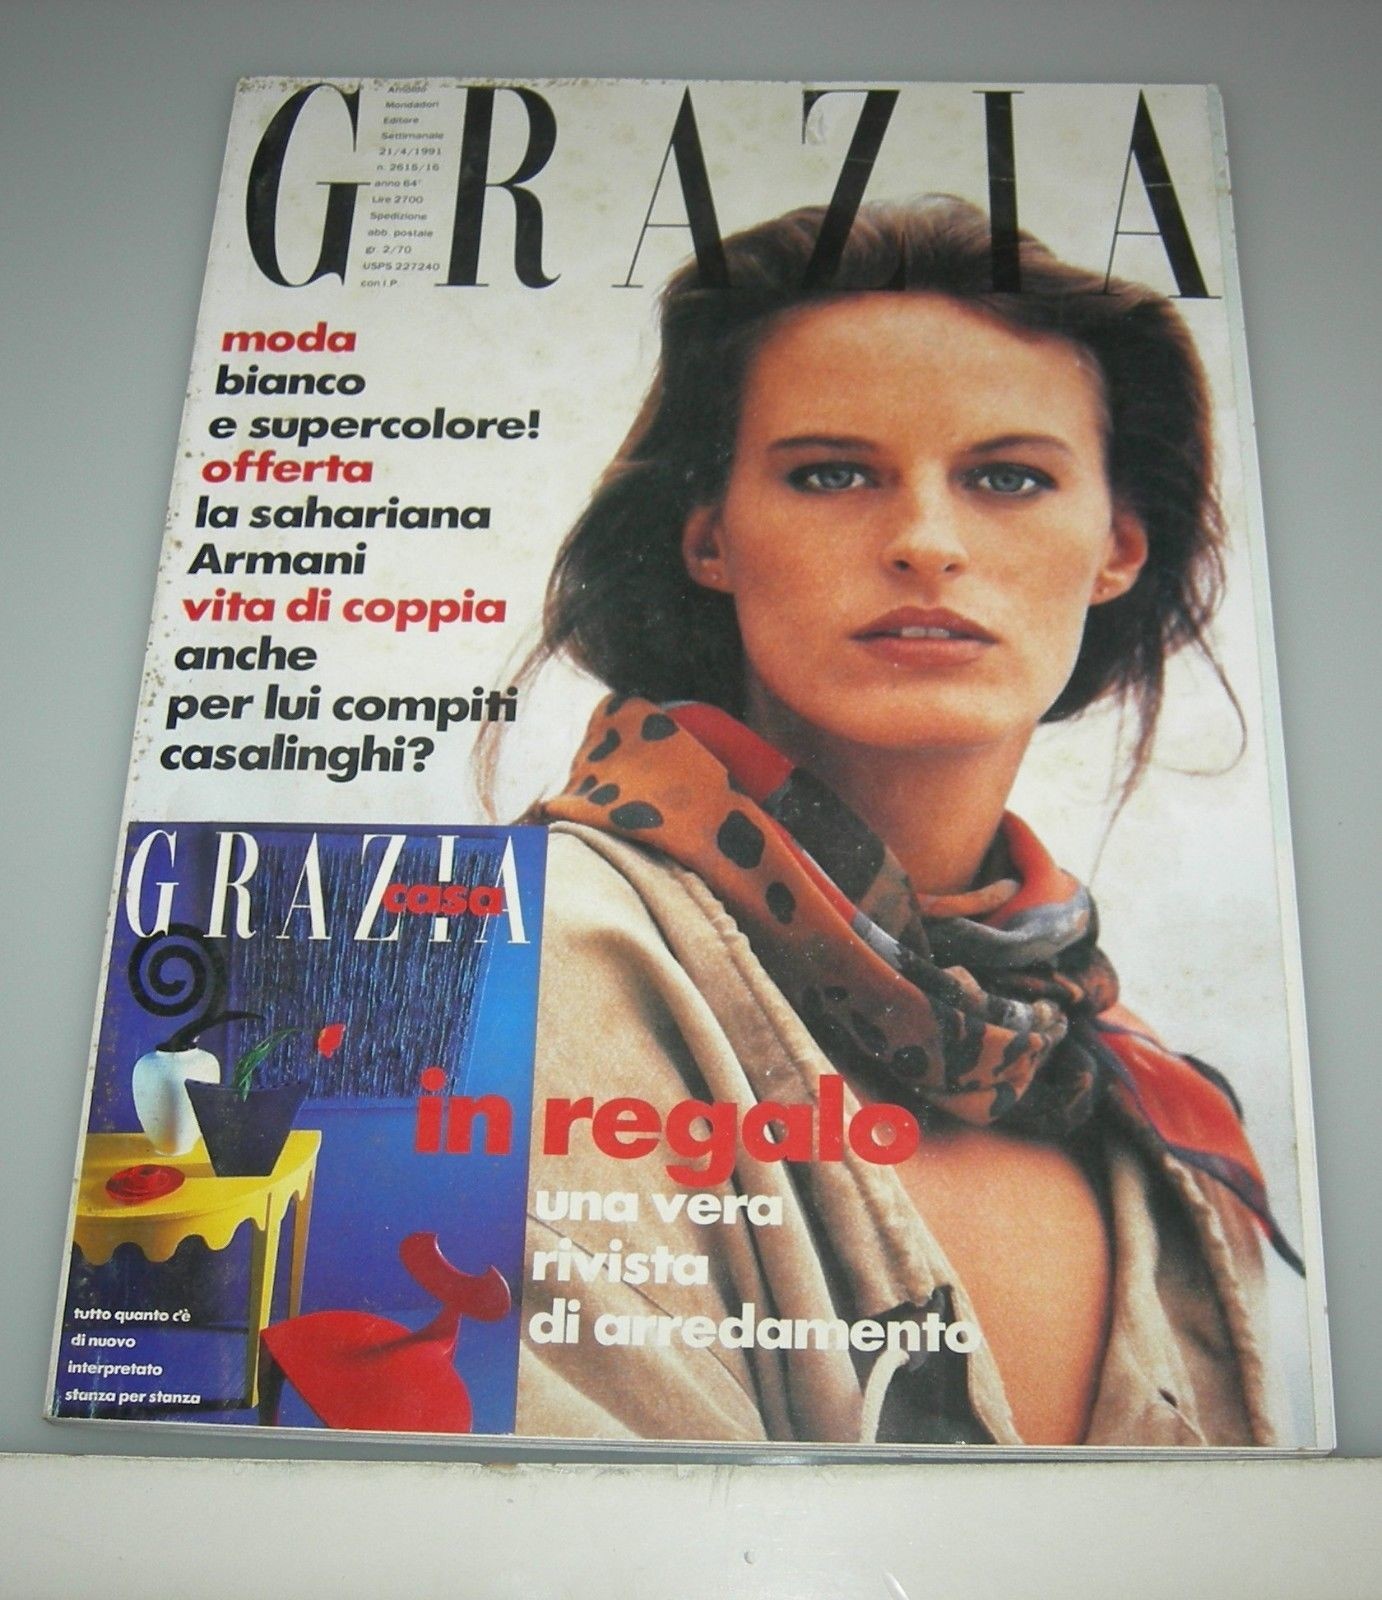 GRAZIA
Arnoldo
Mondadori
Editore
Settimanale
21/4/1991
n. 2615/16
anno 64°
Lire 2700
Spedizione
abb. postale
gr. 2/70
USPS 227240
con I.P.
moda
bianco
e supercolore!
offerta
la sahariana
Armani
vita di coppia
anche
per lui compiti
casalinghi?
GRAZIA
casa
in regalo
una vera
rivista
di arredamento
tutto quanto c'è
di nuovo
interpretato
stanza per stanza